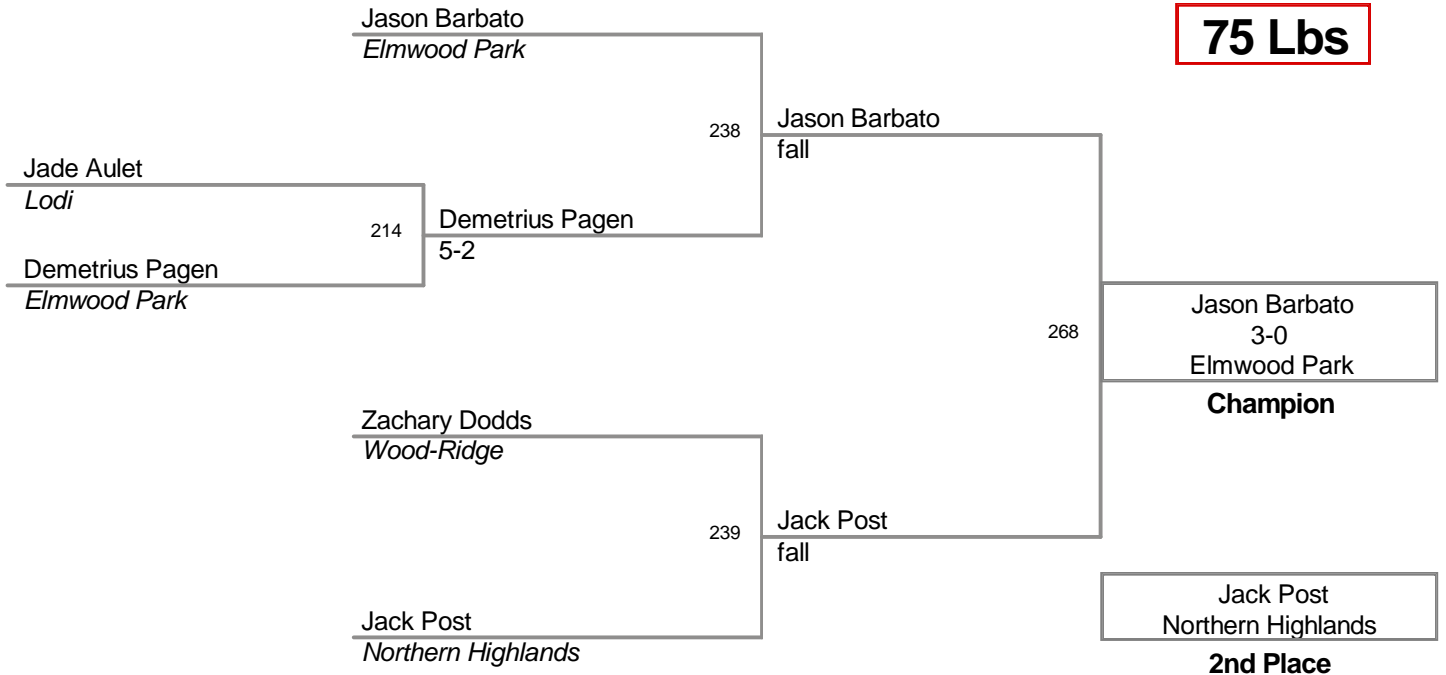 Jason Barbato
Elmwood Park
75 Lbs
238
Jason Barbato
fall
Jade Aulet
Lodi
214
Demetrius Pagen
5-2
Demetrius Pagen
Elmwood Park
268
Jason Barbato
3-0
Elmwood Park
Champion
Zachary Dodds
Wood-Ridge
239
Jack Post
fall
Jack Post
Northern Highlands
Jack Post
Northern Highlands
2nd Place